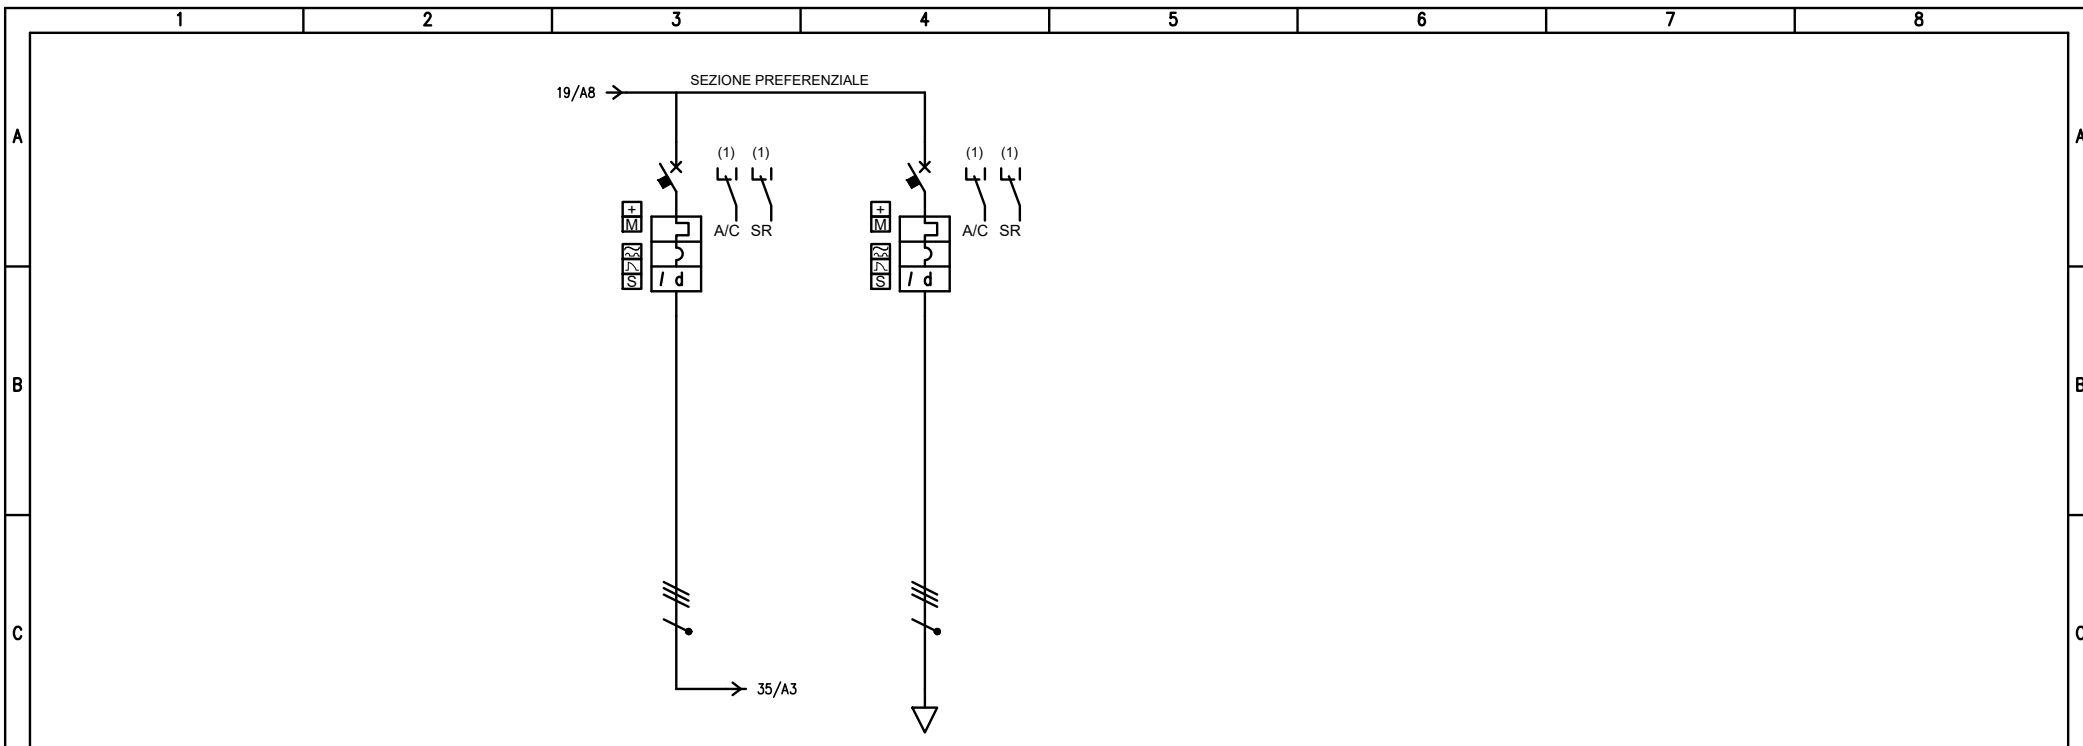 1 2 3 4 5 6 7 8
SEZIONE PREFERENZIALE
19/A8
A A
(1) (1) (1) (1)
+ +
M M
A/C SR A/C SR
S I d S I d
B B
C C
35/A3